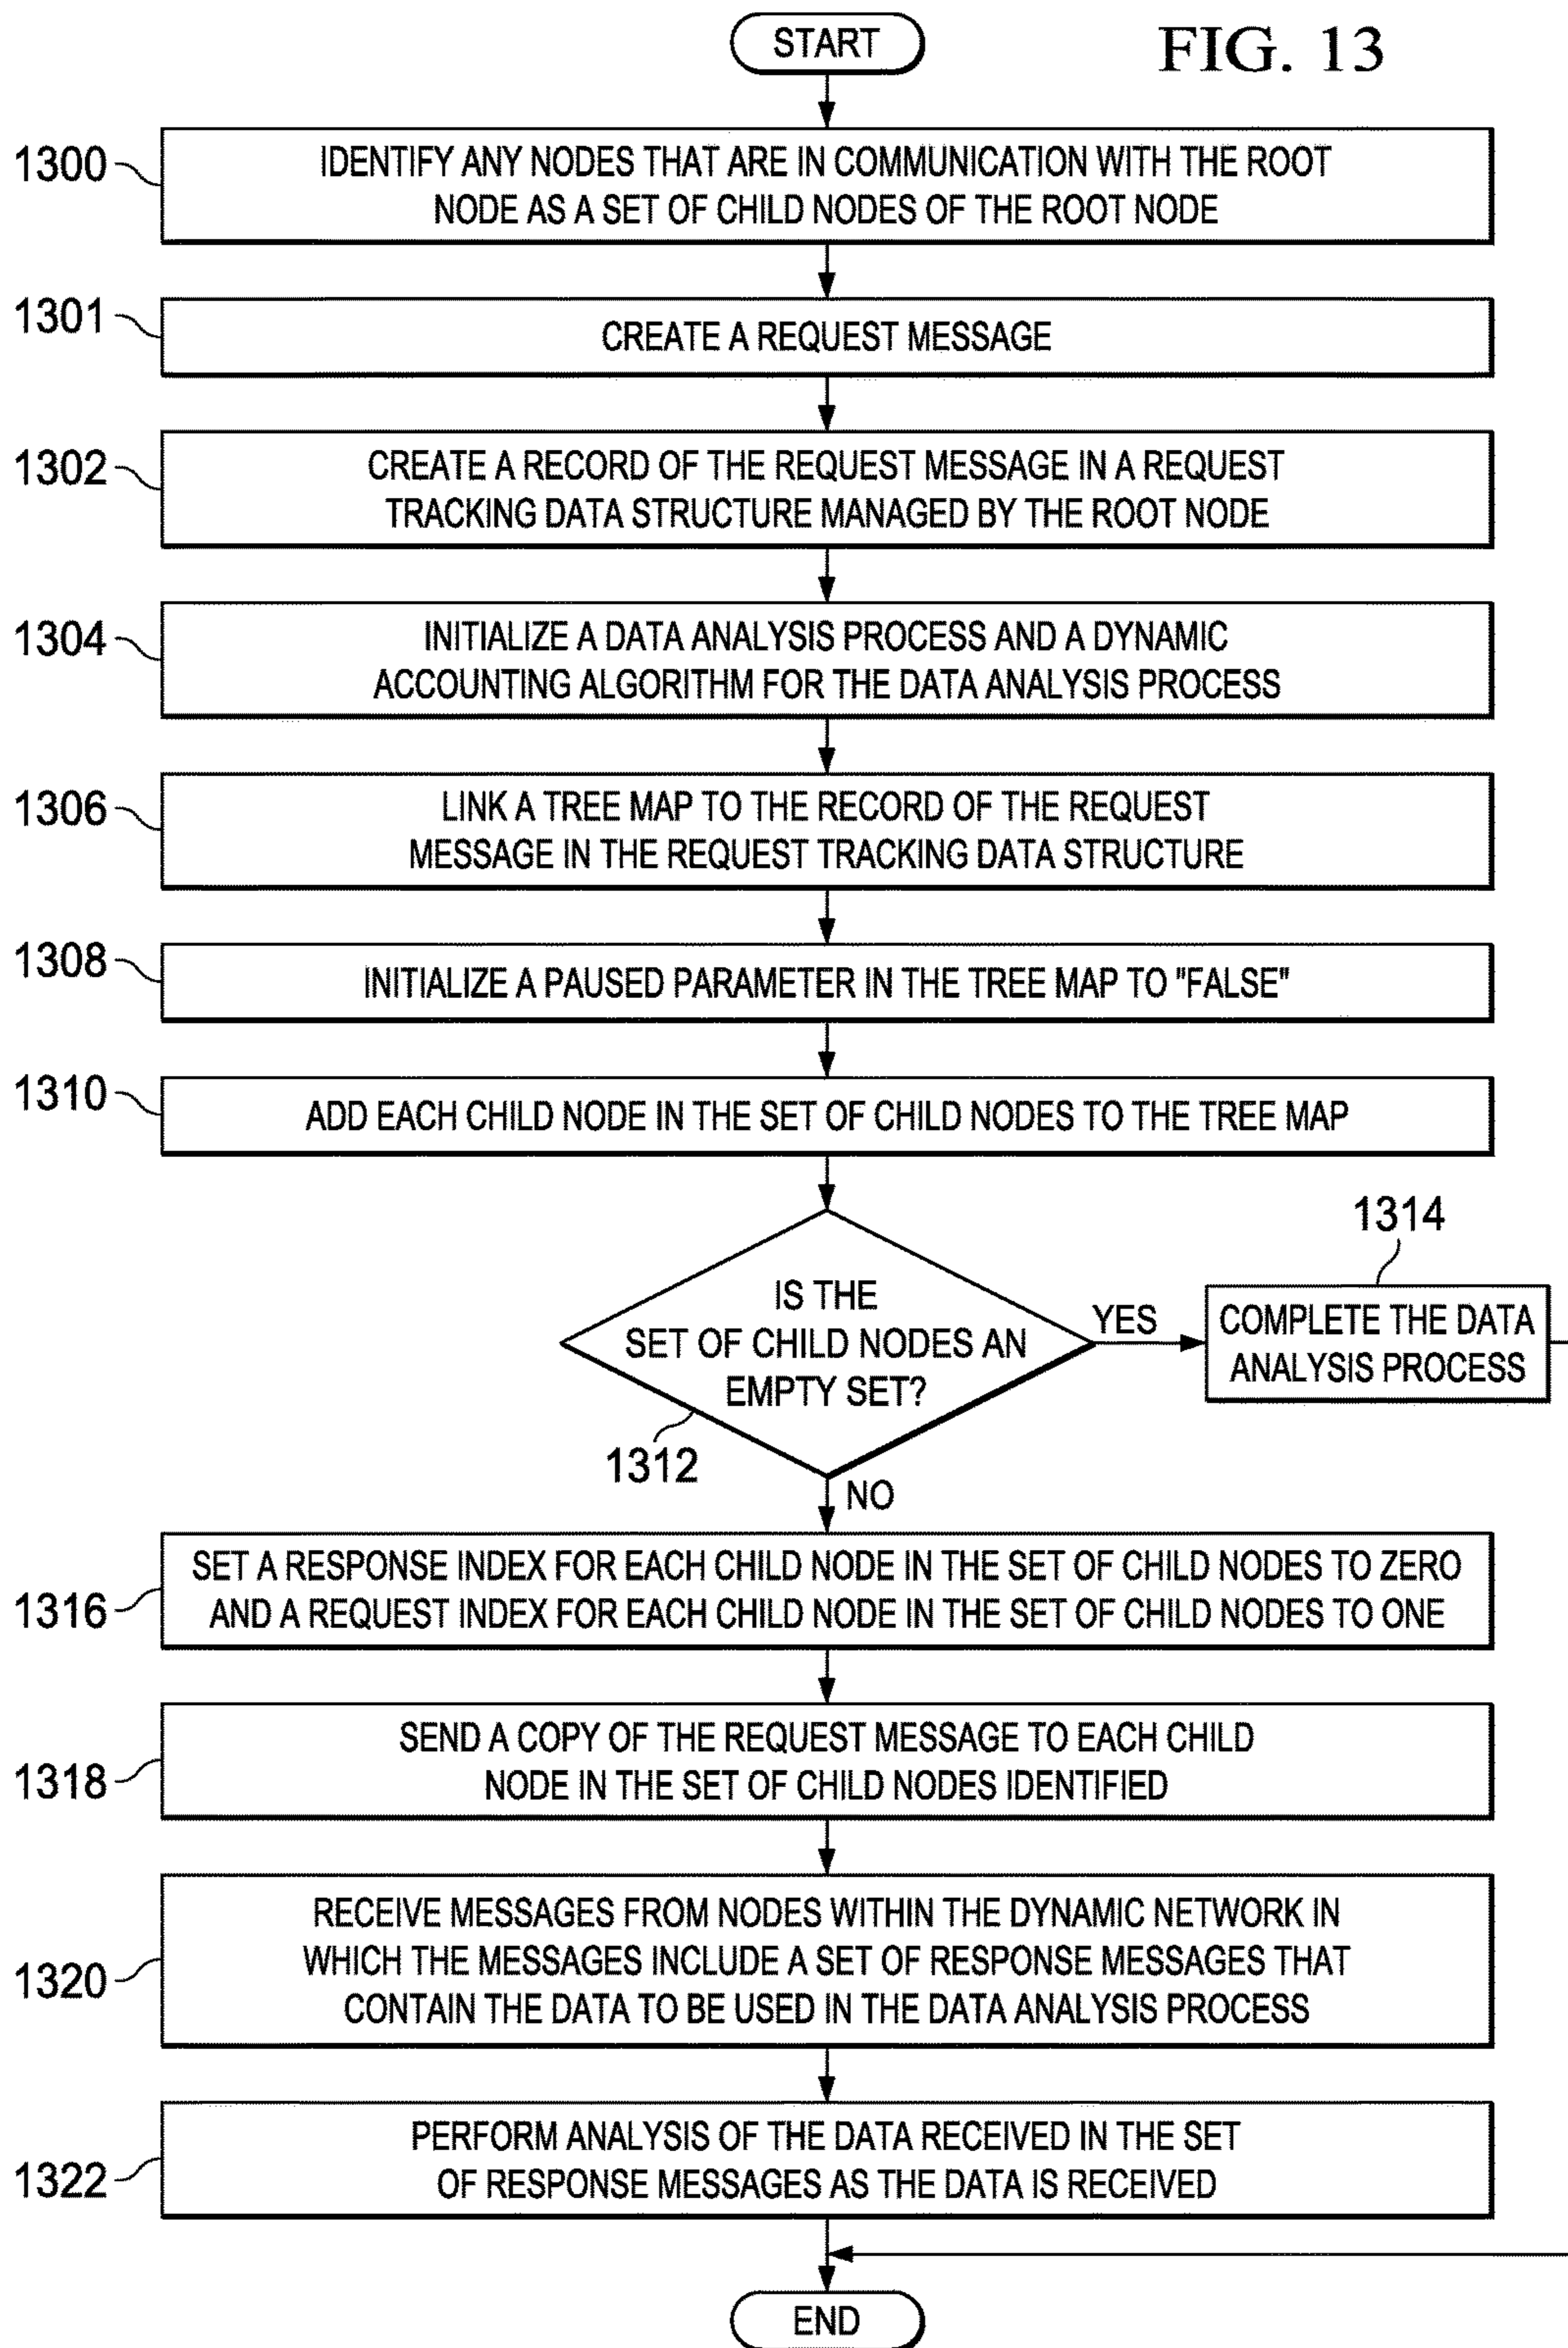 START
FIG. 13
1300
IDENTIFY ANY NODES THAT ARE IN COMMUNICATION WITH THE ROOT
NODE AS A SET OF CHILD NODES OF THE ROOT NODE
1301
CREATE A REQUEST MESSAGE
1302
CREATE A RECORD OF THE REQUEST MESSAGE IN A REQUEST
TRACKING DATA STRUCTURE MANAGED BY THE ROOT NODE
1304
INITIALIZE A DATA ANALYSIS PROCESS AND A DYNAMIC
ACCOUNTING ALGORITHM FOR THE DATA ANALYSIS PROCESS
1306
LINK A TREE MAP TO THE RECORD OF THE REQUEST
MESSAGE IN THE REQUEST TRACKING DATA STRUCTURE
1308
INITIALIZE A PAUSED PARAMETER IN THE TREE MAP TO "FALSE"
1310
ADD EACH CHILD NODE IN THE SET OF CHILD NODES TO THE TREE MAP
IS THE
SET OF CHILD NODES AN
EMPTY SET?
1312
YES
1314
COMPLETE THE DATA
ANALYSIS PROCESS
NO
1316
SET A RESPONSE INDEX FOR EACH CHILD NODE IN THE SET OF CHILD NODES TO ZERO
AND A REQUEST INDEX FOR EACH CHILD NODE IN THE SET OF CHILD NODES TO ONE
1318
SEND A COPY OF THE REQUEST MESSAGE TO EACH CHILD
NODE IN THE SET OF CHILD NODES IDENTIFIED
1320
RECEIVE MESSAGES FROM NODES WITHIN THE DYNAMIC NETWORK IN
WHICH THE MESSAGES INCLUDE A SET OF RESPONSE MESSAGES THAT
CONTAIN THE DATA TO BE USED IN THE DATA ANALYSIS PROCESS
1322
PERFORM ANALYSIS OF THE DATA RECEIVED IN THE SET
OF RESPONSE MESSAGES AS THE DATA IS RECEIVED
END